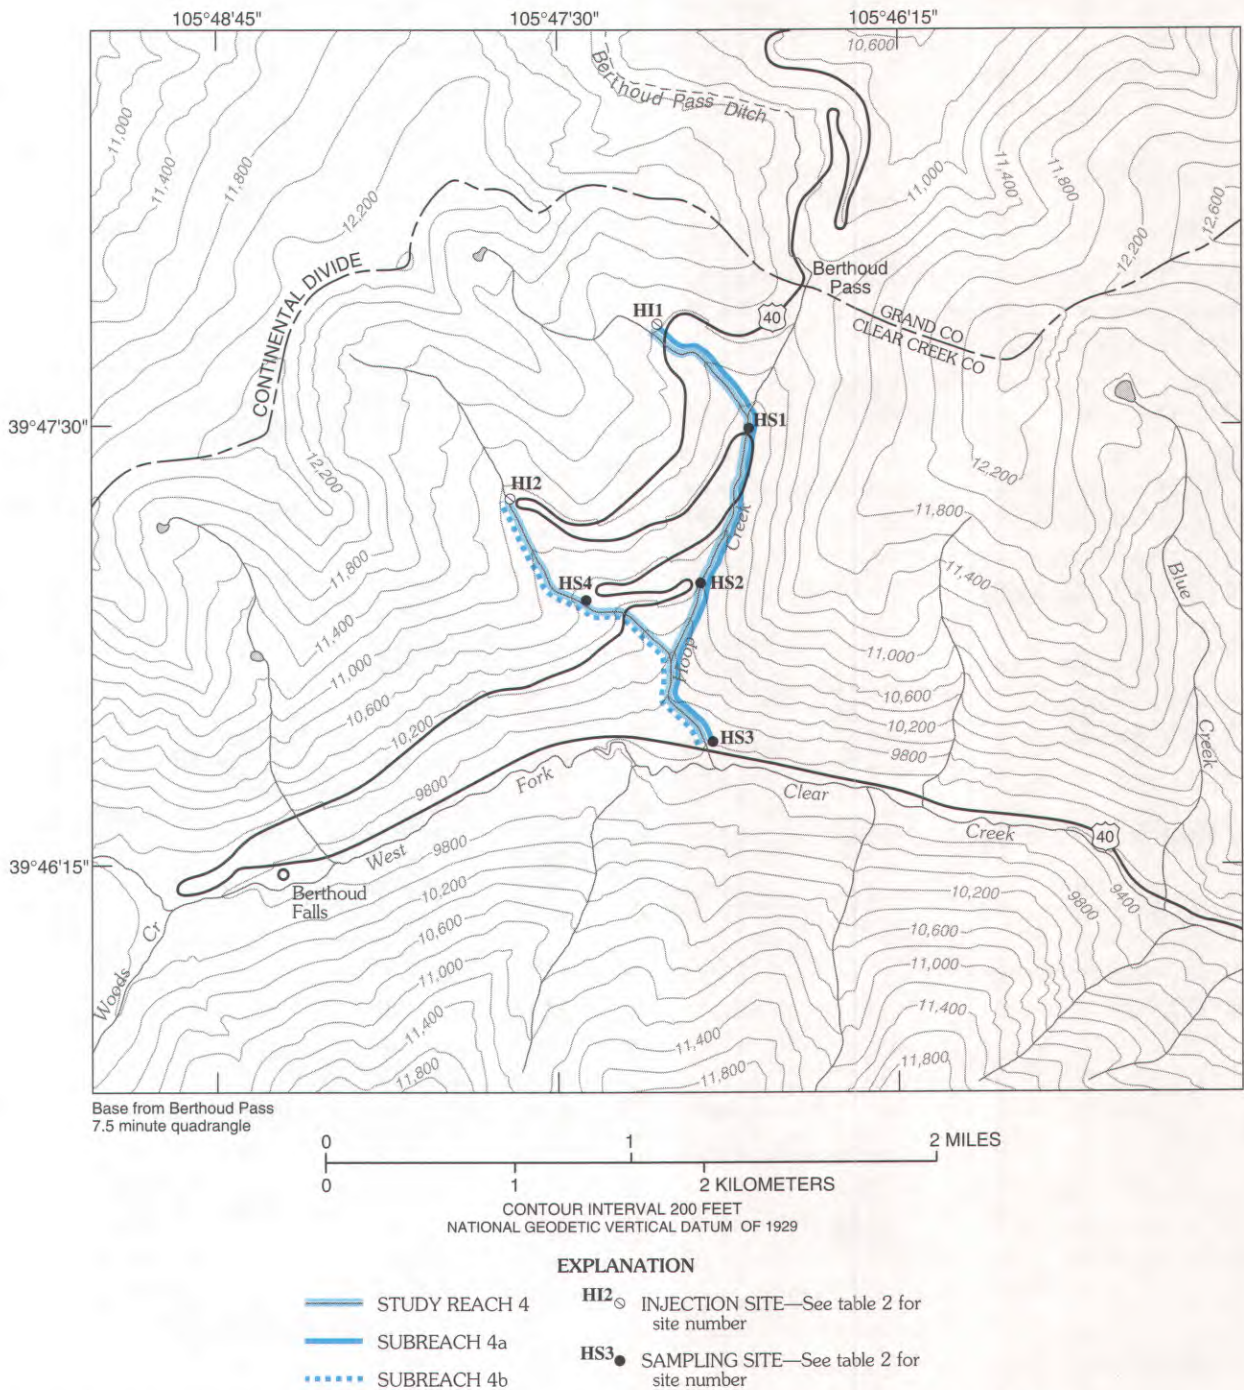 105°48'45"
105°47'30"
105°46'15"
10,600
Berthoud Pass Ditch
11,000
11,400
11,800
12,200
11,000
11,400
11,800
12,600
12,200
CONTINENTAL DIVIDE
Berthoud
Pass
HI1
40
GRAND CO
CLEAR CREEK CO
39°47'30"
HS1
12,200
12,200
HI2
11,800
Creek
11,800
HS4
HS2
11,400
Blue
11,400
11,000
Hoop
11,000
10,600
10,600
10,200
10,200
HS3
9800
Creek
9800
Fork
Clear
Creek
40
39°46'15"
West
9800
10,200
Berthoud
Falls
10,200
9800
9400
10,600
10,600
Woods Cr
11,000
11,000
11,400
11,400
11,400
11,800
11,800
11,800
Base from Berthoud Pass
7.5 minute quadrangle
0 1 2 MILES
0 1 2 KILOMETERS
CONTOUR INTERVAL 200 FEET
NATIONAL GEODETIC VERTICAL DATUM OF 1929
EXPLANATION
STUDY REACH 4
SUBREACH 4a
SUBREACH 4b
HI2 INJECTION SITE—See table 2 for
site number
HS3 SAMPLING SITE—See table 2 for
site number